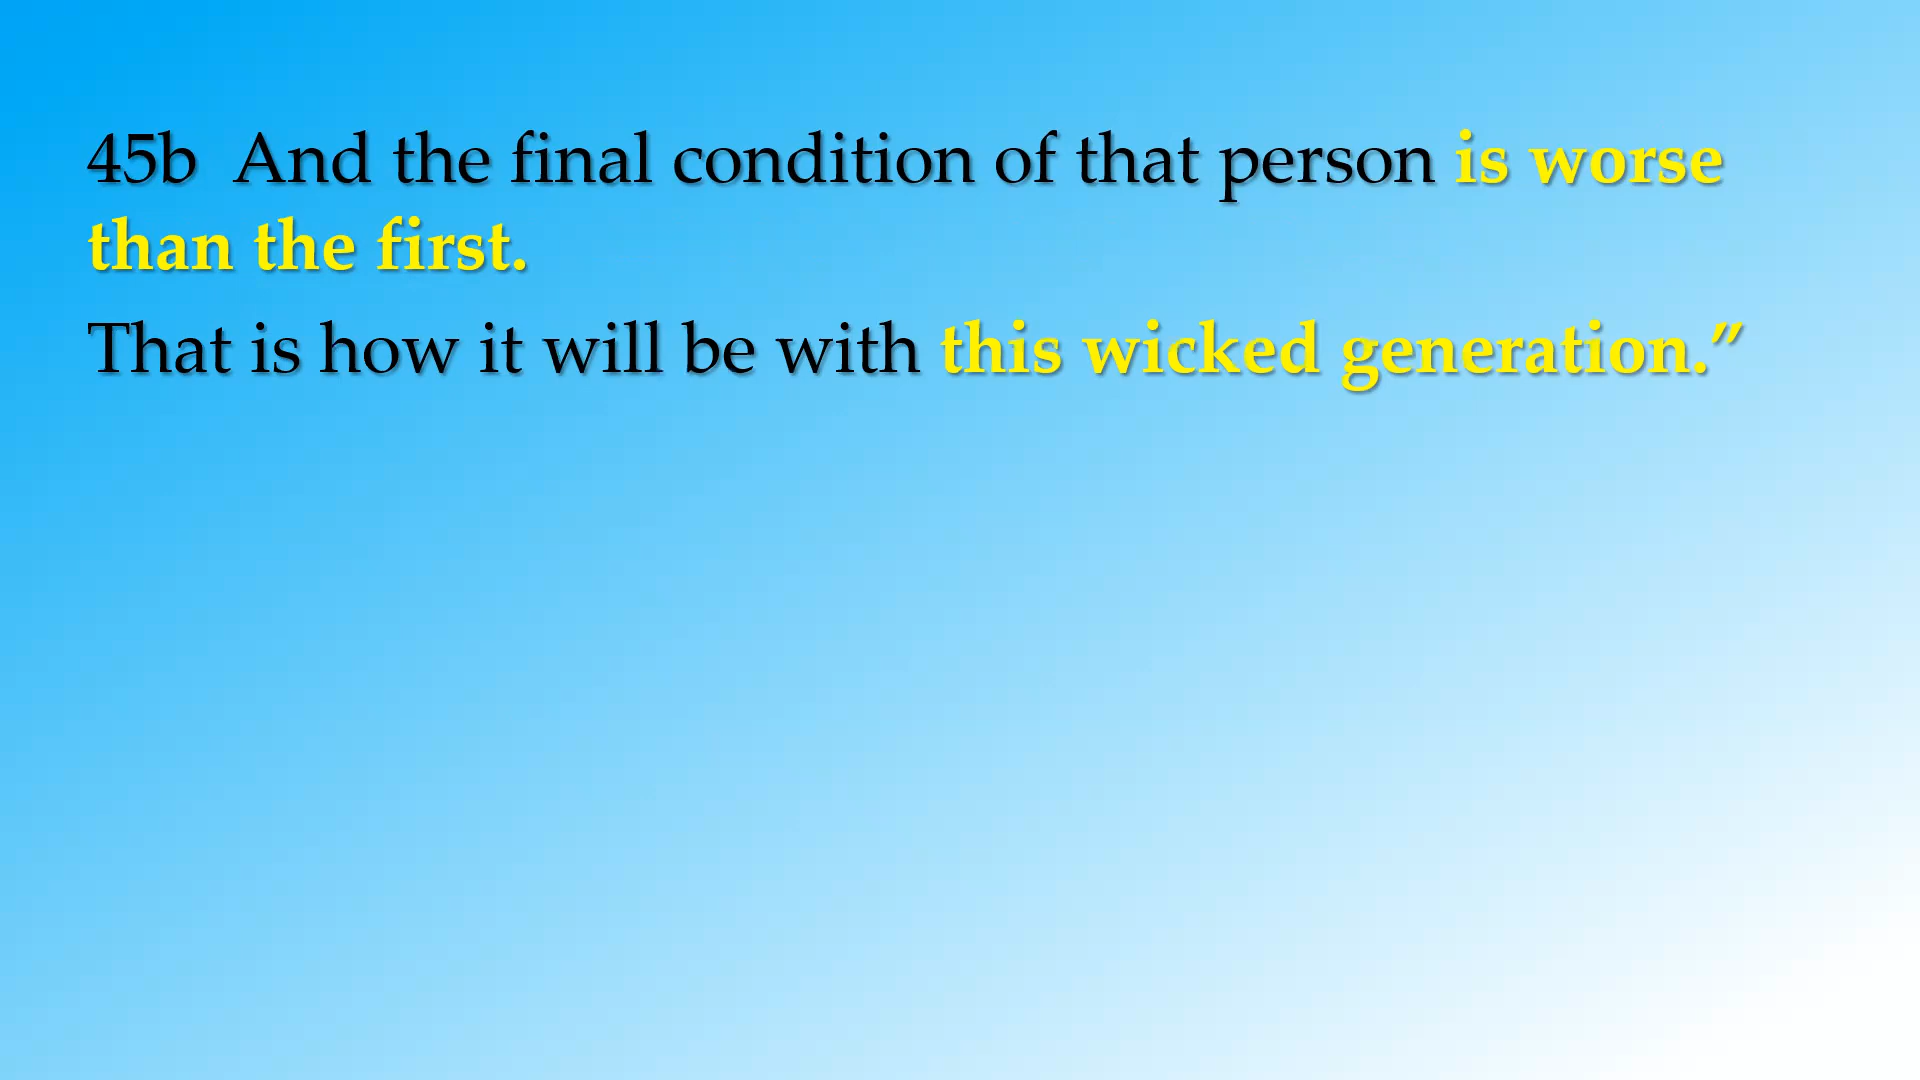 45b  And the final condition of that person is worse
than the first.
That is how it will be with this wicked generation.”